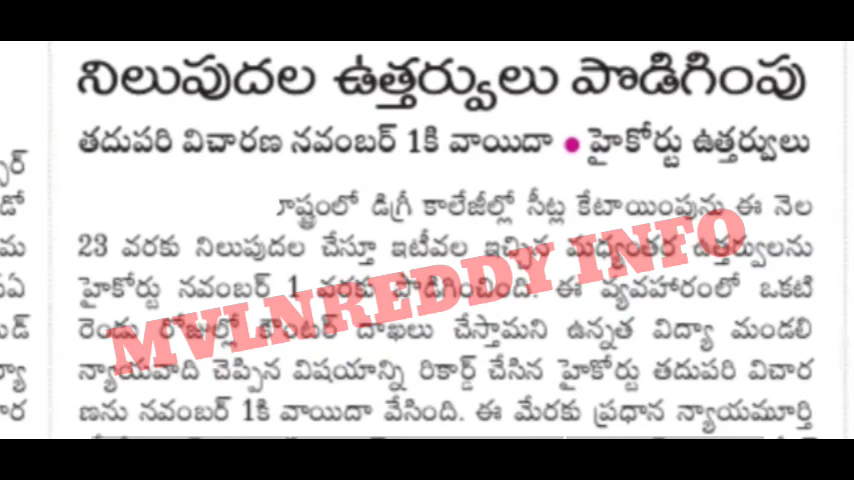 నిలుపుదల ఉత్తర్వులు పొడిగింపు
తదుపరి విచారణ నవంబర్ 1కి వాయిదా ● హైకోర్టు ఉత్తర్వులు
రాష్ట్రంలో డిగ్రీ కాలేజీల్లో సీట్ల కేటాయింపును ఈ నెల
23 వరకు నిలుపుదల చేస్తూ ఇటీవల ఇచ్చిన మధ్యంతర ఉత్తర్వులను
హైకోర్టు నవంబర్ 1 వరకు పొడిగించింది. ఈ వ్యవహారంలో ఒకటి
రెండు రోజుల్లో కౌంటర్ దాఖలు చేస్తామని ఉన్నత విద్యా మండలి
న్యాయవాది చెప్పిన విషయాన్ని రికార్డ్ చేసిన హైకోర్టు తదుపరి విచార
ణను నవంబర్ 1కి వాయిదా వేసింది. ఈ మేరకు ప్రధాన న్యాయమూర్తి
MVLNREDDY INFO